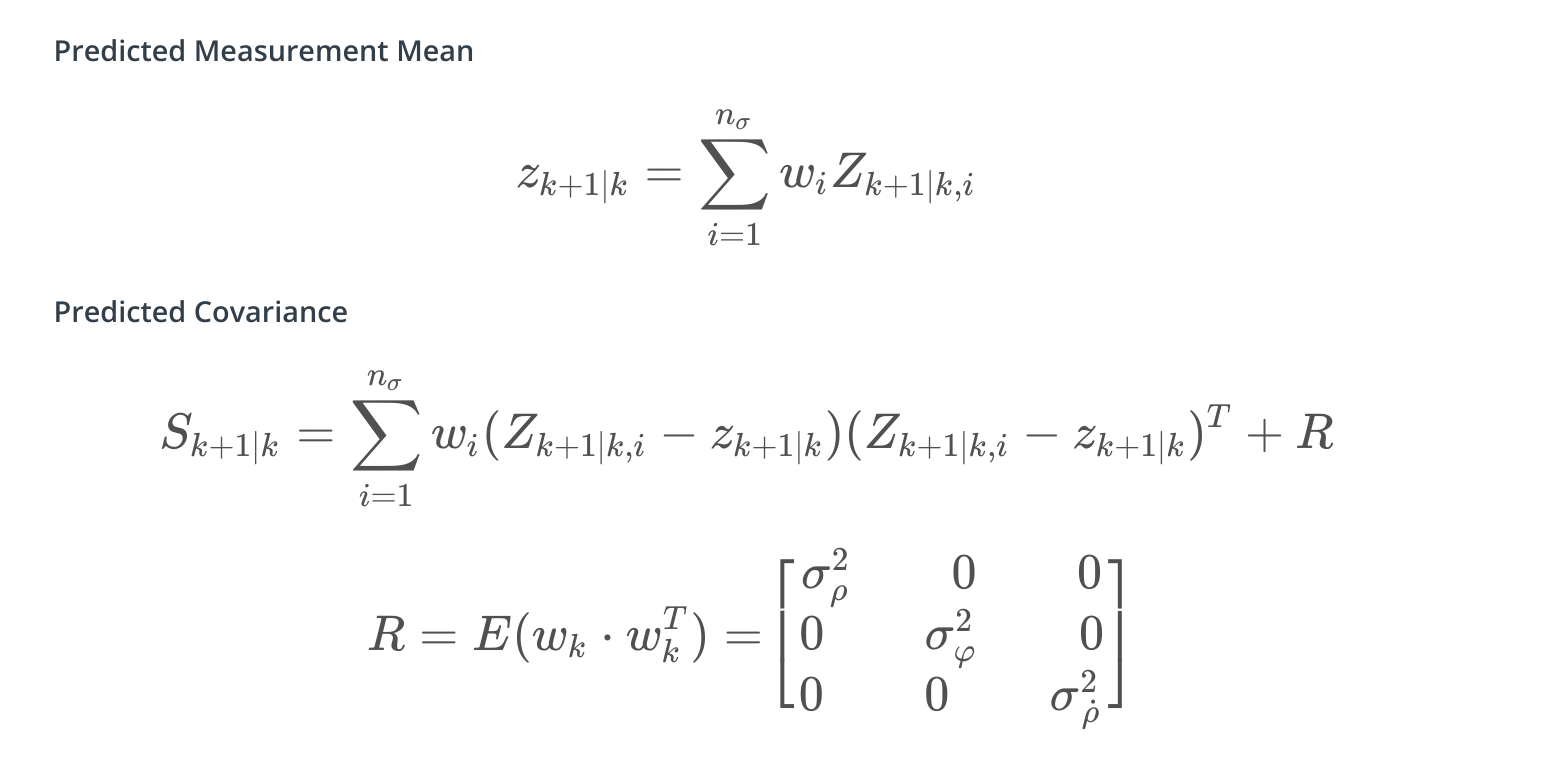 Predicted Measurement Mean
$z_{k+1|k} = \sum_{i=1}^{n_\sigma} w_i Z_{k+1|k,i}$
Predicted Covariance
$S_{k+1|k} = \sum_{i=1}^{n_\sigma} w_i (Z_{k+1|k,i} - z_{k+1|k})(Z_{k+1|k,i} - z_{k+1|k})^T + R$
$R = E(w_k \cdot w_k^T) = \begin{bmatrix} \sigma_\rho^2 & 0 & 0 \\ 0 & \sigma_\varphi^2 & 0 \\ 0 & 0 & \sigma_{\dot{\rho}}^2 \end{bmatrix}$